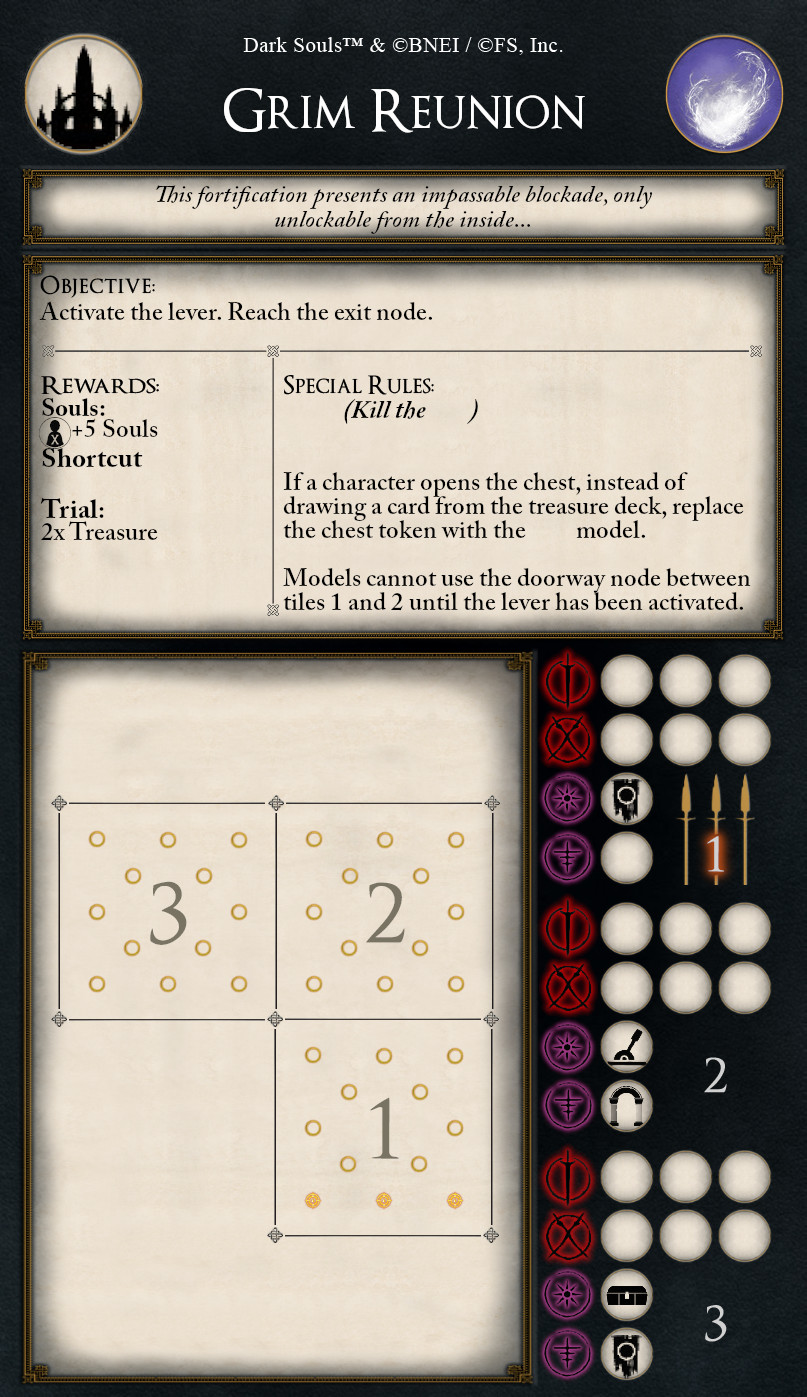 Dark Souls™ & ©BNEI / ©FS, Inc.
Grim Reunion
This fortification presents an impassable blockade, only
unlockable from the inside...
Objective:
Activate the lever. Reach the exit node.
Rewards:
Souls:
X +5 Souls
Shortcut
Trial:
2x Treasure
Special Rules:
(Kill the )
If a character opens the chest, instead of
drawing a card from the treasure deck, replace
the chest token with the model.
Models cannot use the doorway node between
tiles 1 and 2 until the lever has been activated.
3 2
1
1
2
3